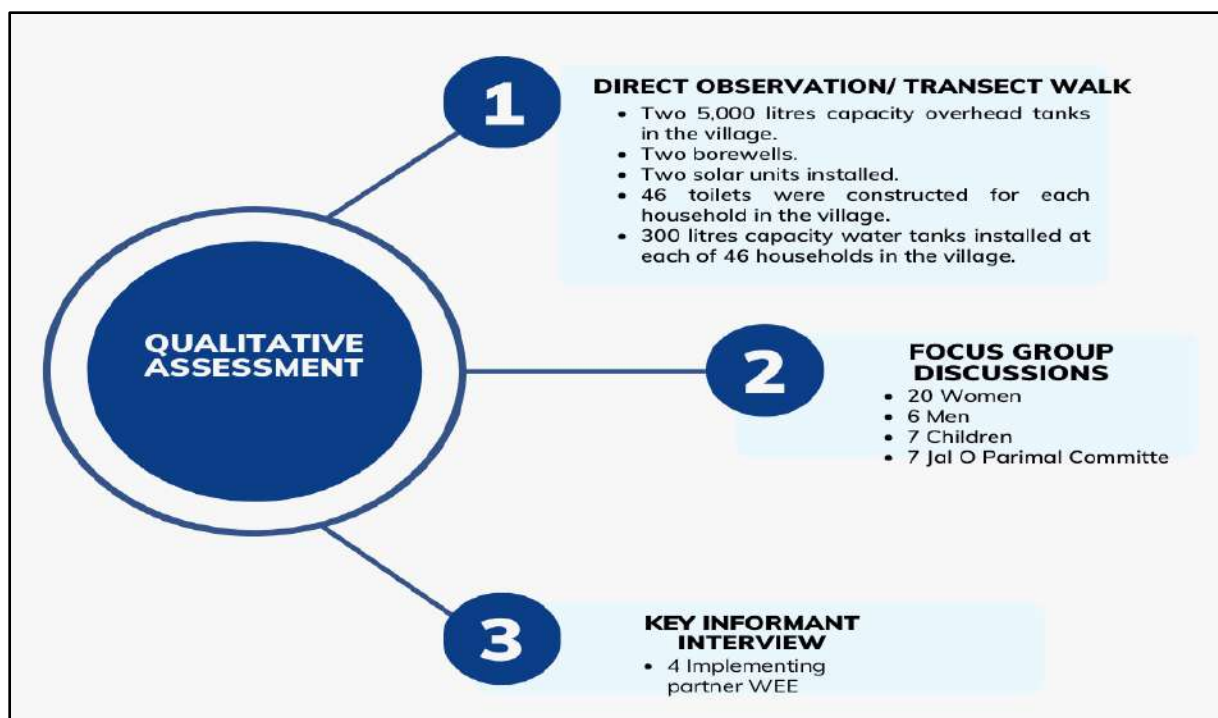 QUALITATIVE
ASSESSMENT
1
DIRECT OBSERVATION/ TRANSECT WALK
• Two 5,000 litres capacity overhead tanks
in the village.
• Two borewells.
• Two solar units installed.
• 46 toilets were constructed for each
household in the village.
• 300 litres capacity water tanks installed at
each of 46 households in the village.
2
FOCUS GROUP
DISCUSSIONS
• 20 Women
• 6 Men
• 7 Children
• 7 Jal O Parimal Committe
3
KEY INFORMANT
INTERVIEW
• 4 Implementing
partner WEE